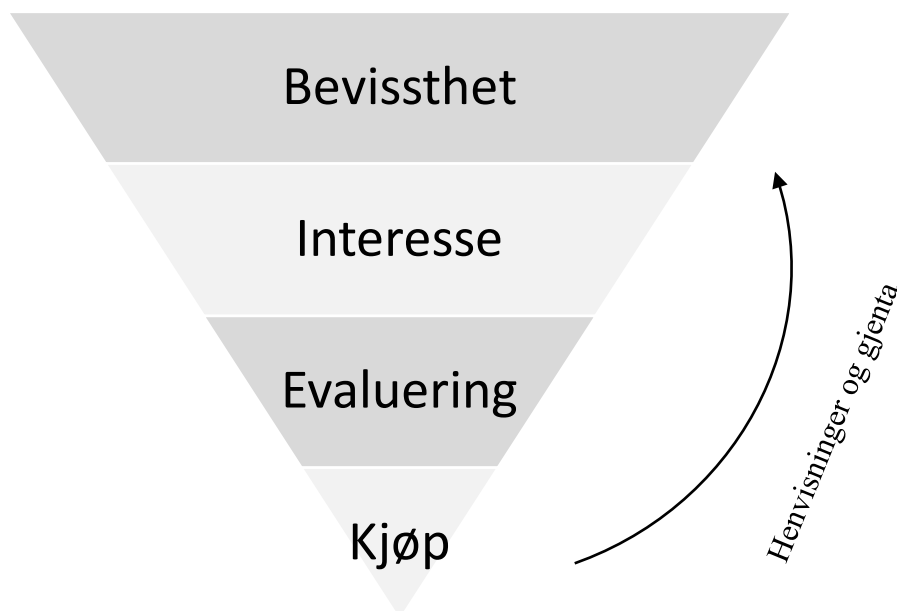 Bevissthet
Interesse
Evaluering
Kjøp
Henvisninger og gjenta